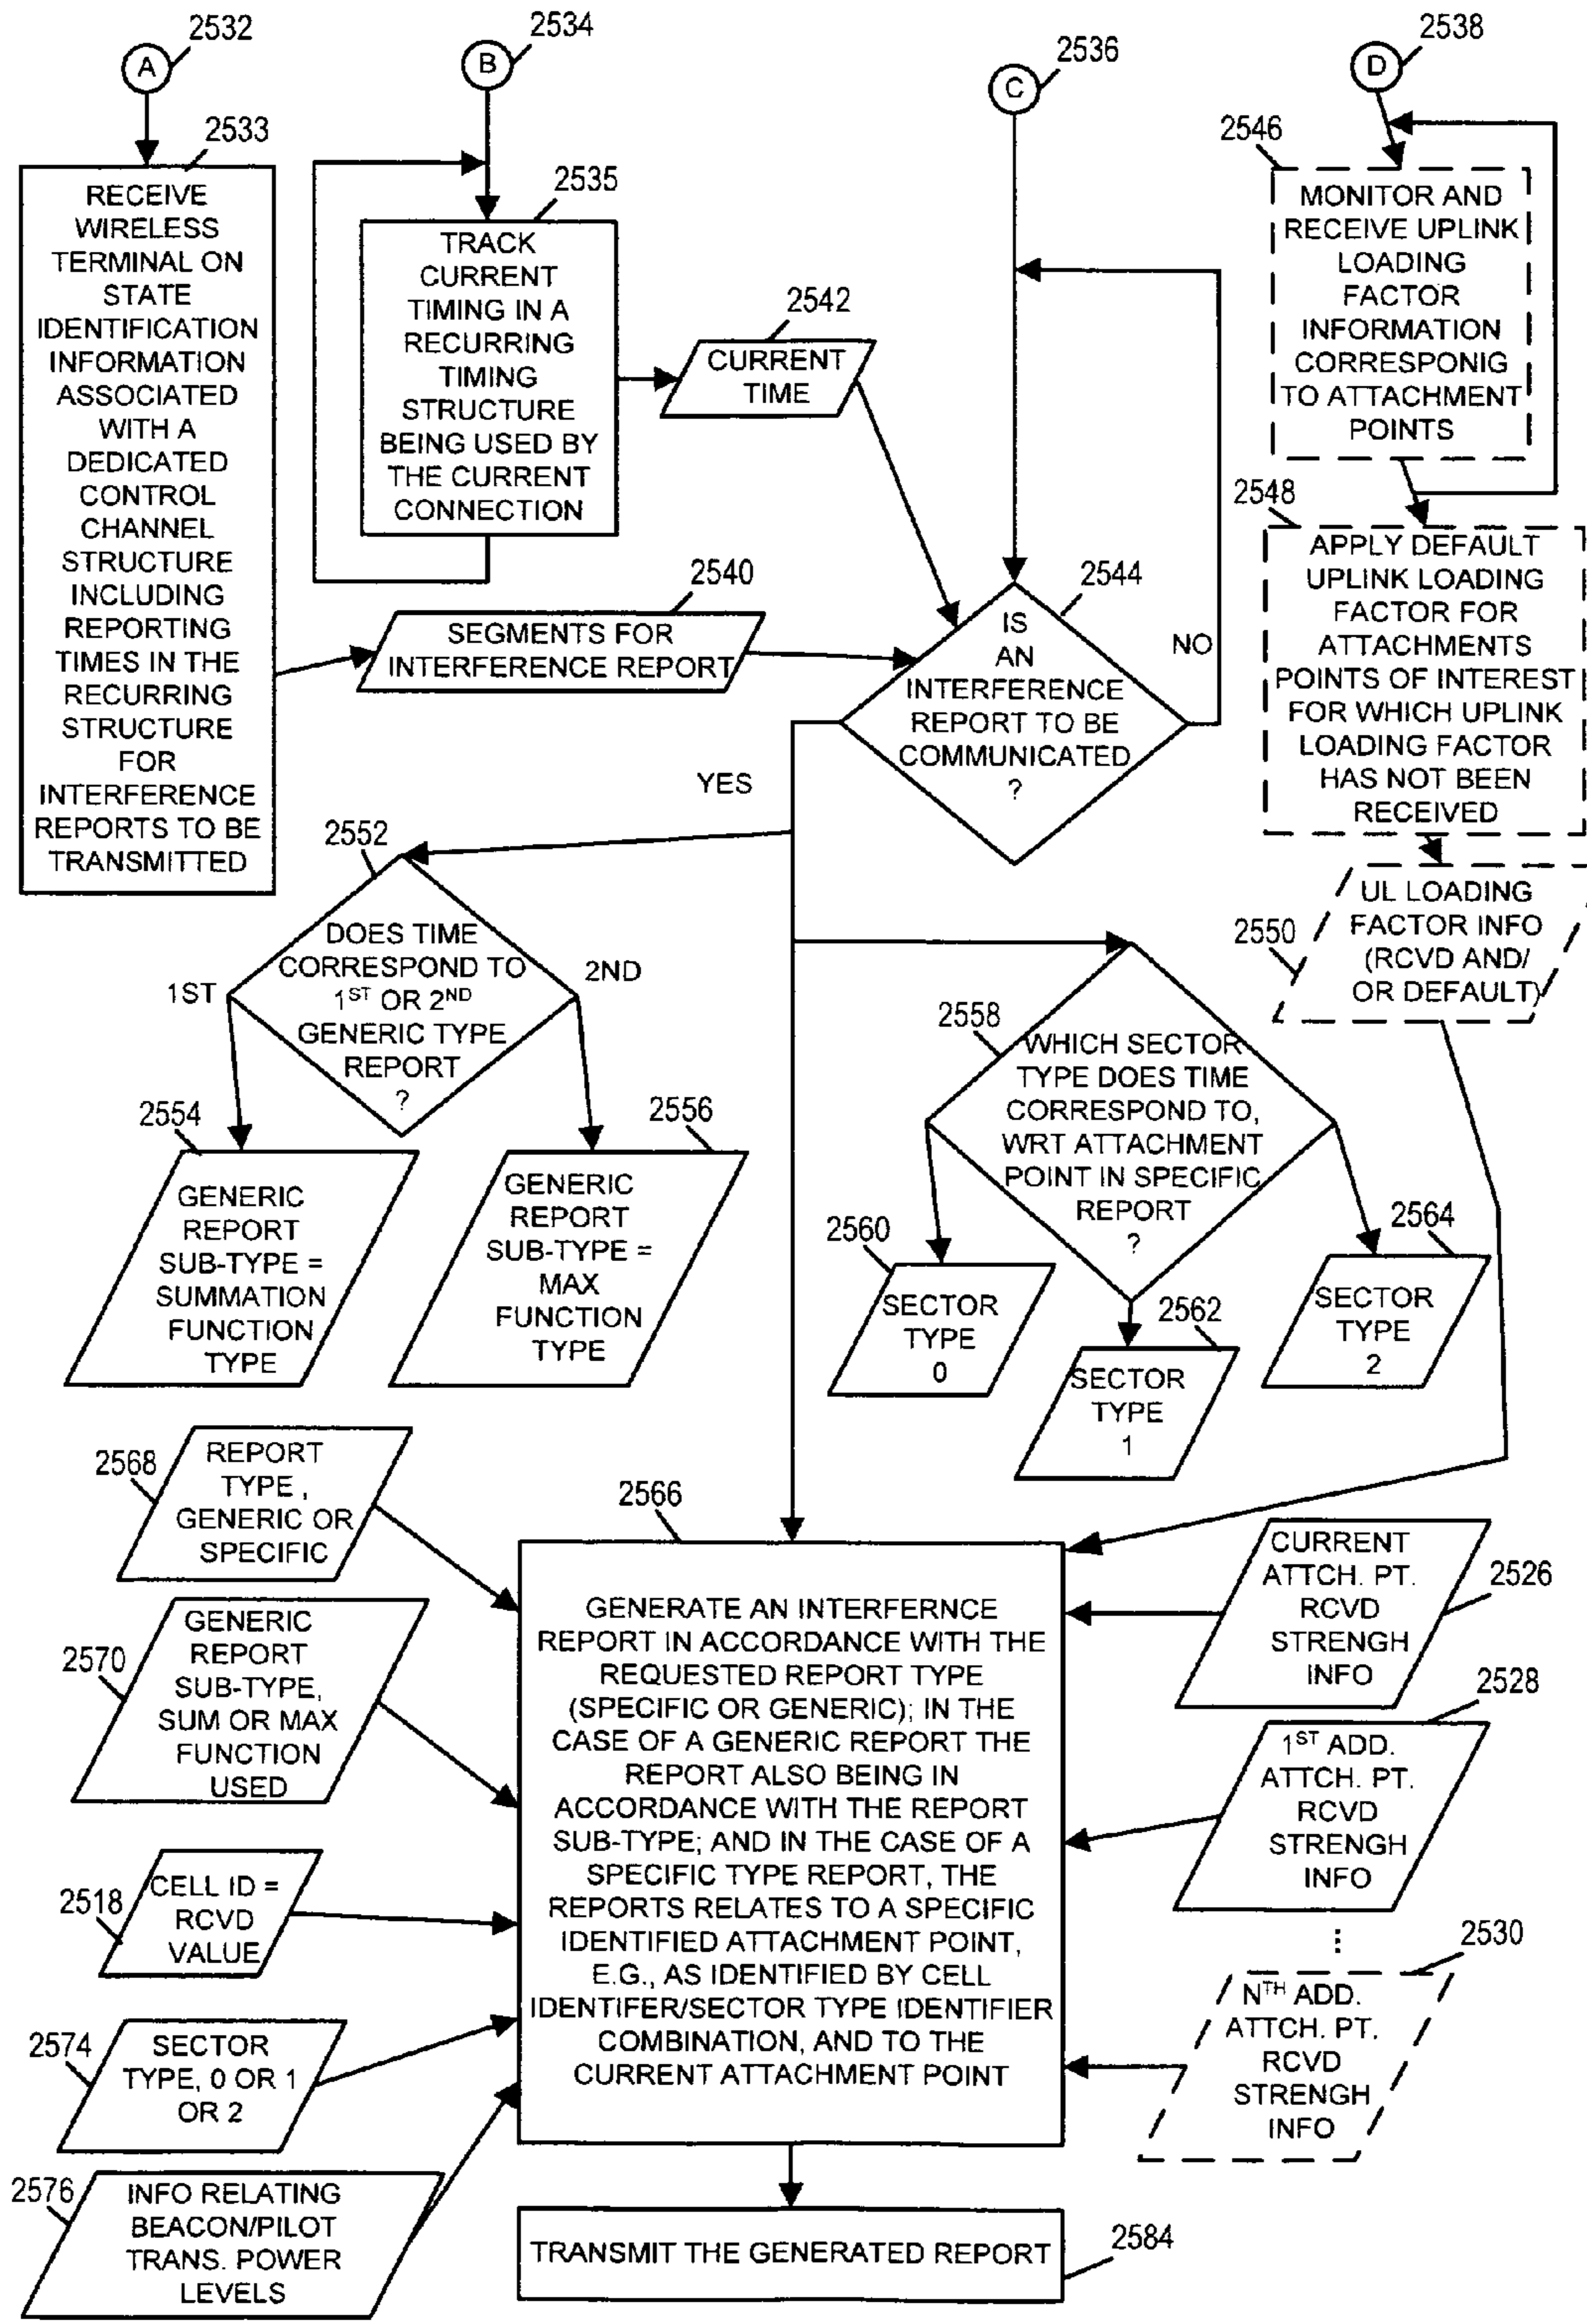 A
2532
B
2534
C
2536
D
2538
2533
RECEIVE
WIRELESS
TERMINAL ON
STATE
IDENTIFICATION
INFORMATION
ASSOCIATED
WITH A
DEDICATED
CONTROL
CHANNEL
STRUCTURE
INCLUDING
REPORTING
TIMES IN THE
RECURRING
STRUCTURE
FOR
INTERFERENCE
REPORTS TO BE
TRANSMITTED
2535
TRACK
CURRENT
TIMING IN A
RECURRING
TIMING
STRUCTURE
BEING USED BY
THE CURRENT
CONNECTION
2542
CURRENT
TIME
2540
SEGMENTS FOR
INTERFERENCE REPORT
2544
IS
AN
INTERFERENCE
REPORT TO BE
COMMUNICATED
?
NO
YES
2546
MONITOR AND
RECEIVE UPLINK
LOADING
FACTOR
INFORMATION
CORRESPONIG
TO ATTACHMENT
POINTS
2548
APPLY DEFAULT
UPLINK LOADING
FACTOR FOR
ATTACHMENTS
POINTS OF INTEREST
FOR WHICH UPLINK
LOADING FACTOR
HAS NOT BEEN
RECEIVED
2550
UL LOADING
FACTOR INFO
(RCVD AND/
OR DEFAULT)
2552
DOES TIME
CORRESPOND TO
1ST OR 2ND
GENERIC TYPE
REPORT
?
1ST
2ND
2554
GENERIC
REPORT
SUB-TYPE =
SUMMATION
FUNCTION
TYPE
2556
GENERIC
REPORT
SUB-TYPE =
MAX
FUNCTION
TYPE
2558
WHICH SECTOR
TYPE DOES TIME
CORRESPOND TO,
WRT ATTACHMENT
POINT IN SPECIFIC
REPORT
?
2560
SECTOR
TYPE
0
2562
SECTOR
TYPE
1
2564
SECTOR
TYPE
2
2568
REPORT
TYPE ,
GENERIC OR
SPECIFIC
2570
GENERIC
REPORT
SUB-TYPE,
SUM OR MAX
FUNCTION
USED
2518
CELL ID =
RCVD
VALUE
2574
SECTOR
TYPE, 0 OR 1
OR 2
2576
INFO RELATING
BEACON/PILOT
TRANS. POWER
LEVELS
2566
GENERATE AN INTERFERNCE
REPORT IN ACCORDANCE WITH THE
REQUESTED REPORT TYPE
(SPECIFIC OR GENERIC); IN THE
CASE OF A GENERIC REPORT THE
REPORT ALSO BEING IN
ACCORDANCE WITH THE REPORT
SUB-TYPE; AND IN THE CASE OF A
SPECIFIC TYPE REPORT, THE
REPORTS RELATES TO A SPECIFIC
IDENTIFIED ATTACHMENT POINT,
E.G., AS IDENTIFIED BY CELL
IDENTIFER/SECTOR TYPE IDENTIFIER
COMBINATION, AND TO THE
CURRENT ATTACHMENT POINT
CURRENT
ATTCH. PT.
RCVD
STRENGH
INFO
2526
2528
1ST ADD.
ATTCH. PT.
RCVD
STRENGH
INFO
⋮
2530
NTH ADD.
ATTCH. PT.
RCVD
STRENGH
INFO
TRANSMIT THE GENERATED REPORT
2584